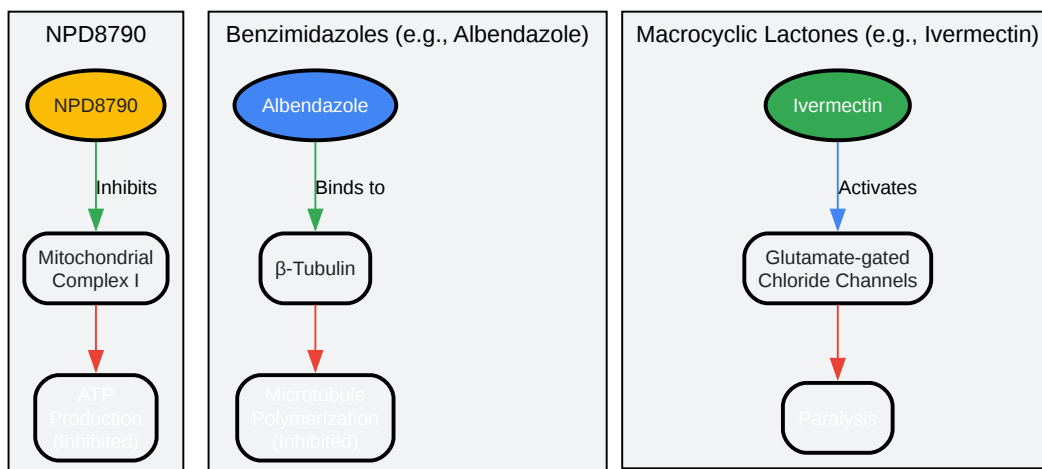 NPD8790
NPD8790
Inhibits
Mitochondrial
Complex I
ATP
Production
(Inhibited)
Benzimidazoles (e.g., Albendazole)
Albendazole
Binds to
β-Tubulin
Microtubule
Polymerization
(Inhibited)
Macrocyclic Lactones (e.g., Ivermectin)
Ivermectin
Activates
Glutamate-gated
Chloride Channels
Paralysis